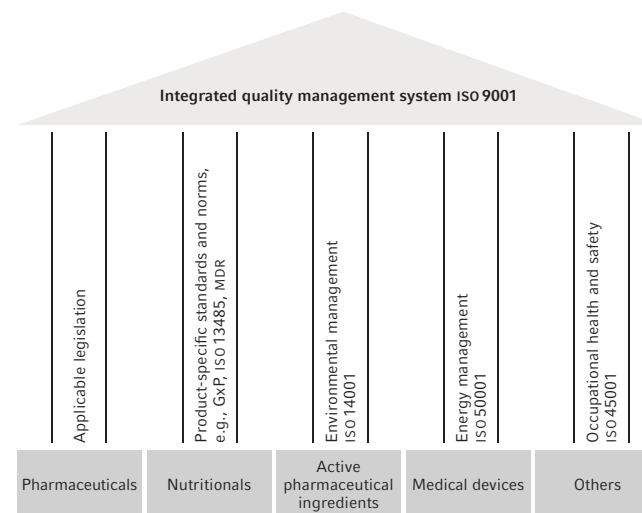 Integrated quality management system ISO 9001
Applicable legislation
Product-specific standards and norms,
e.g., GxP, ISO 13485, MDR
Environmental management
ISO 14001
Energy management
ISO 50001
Occupational health and safety
ISO 45001
Pharmaceuticals
Nutritionals
Active
pharmaceutical
ingredients
Medical devices
Others